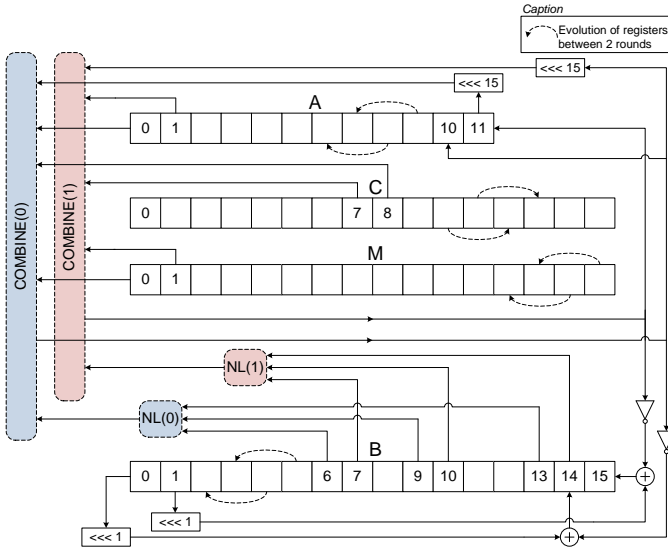 Caption
Evolution of registers
between 2 rounds
<<< 15
<<< 15
A
0 1 10 11
C
0 7 8
M
0 1
COMBINE(0)
COMBINE(1)
NL(1)
NL(0)
B
0 1 6 7 9 10 13 14 15
<<< 1
<<< 1